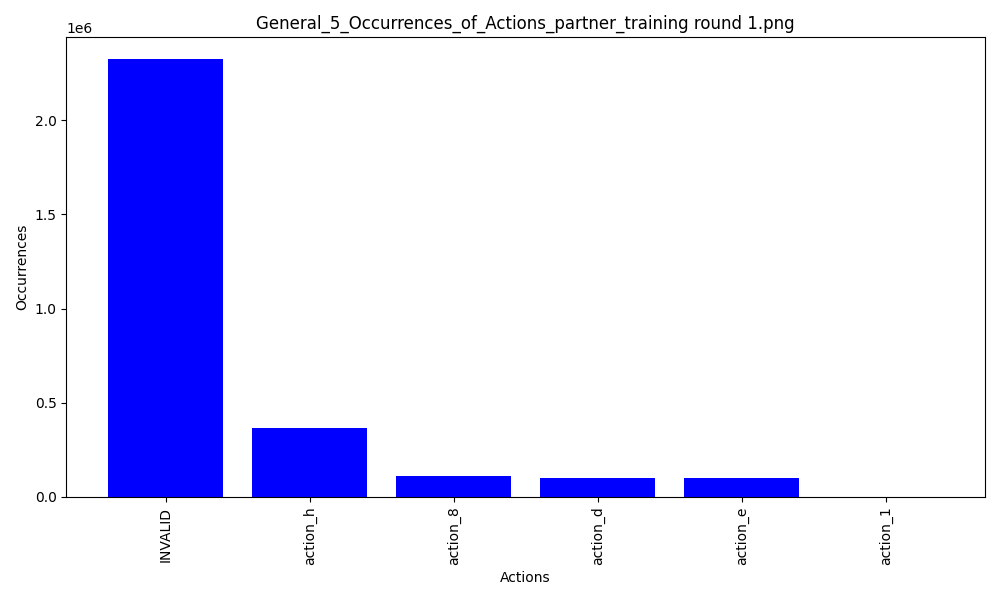 General_5_Occurrences_of_Actions_partner_training round 1.png
1e6
2.0
1.5
1.0
0.5
0.0
Occurrences
INVALID
action_h
action_8
action_d
action_e
action_1
Actions